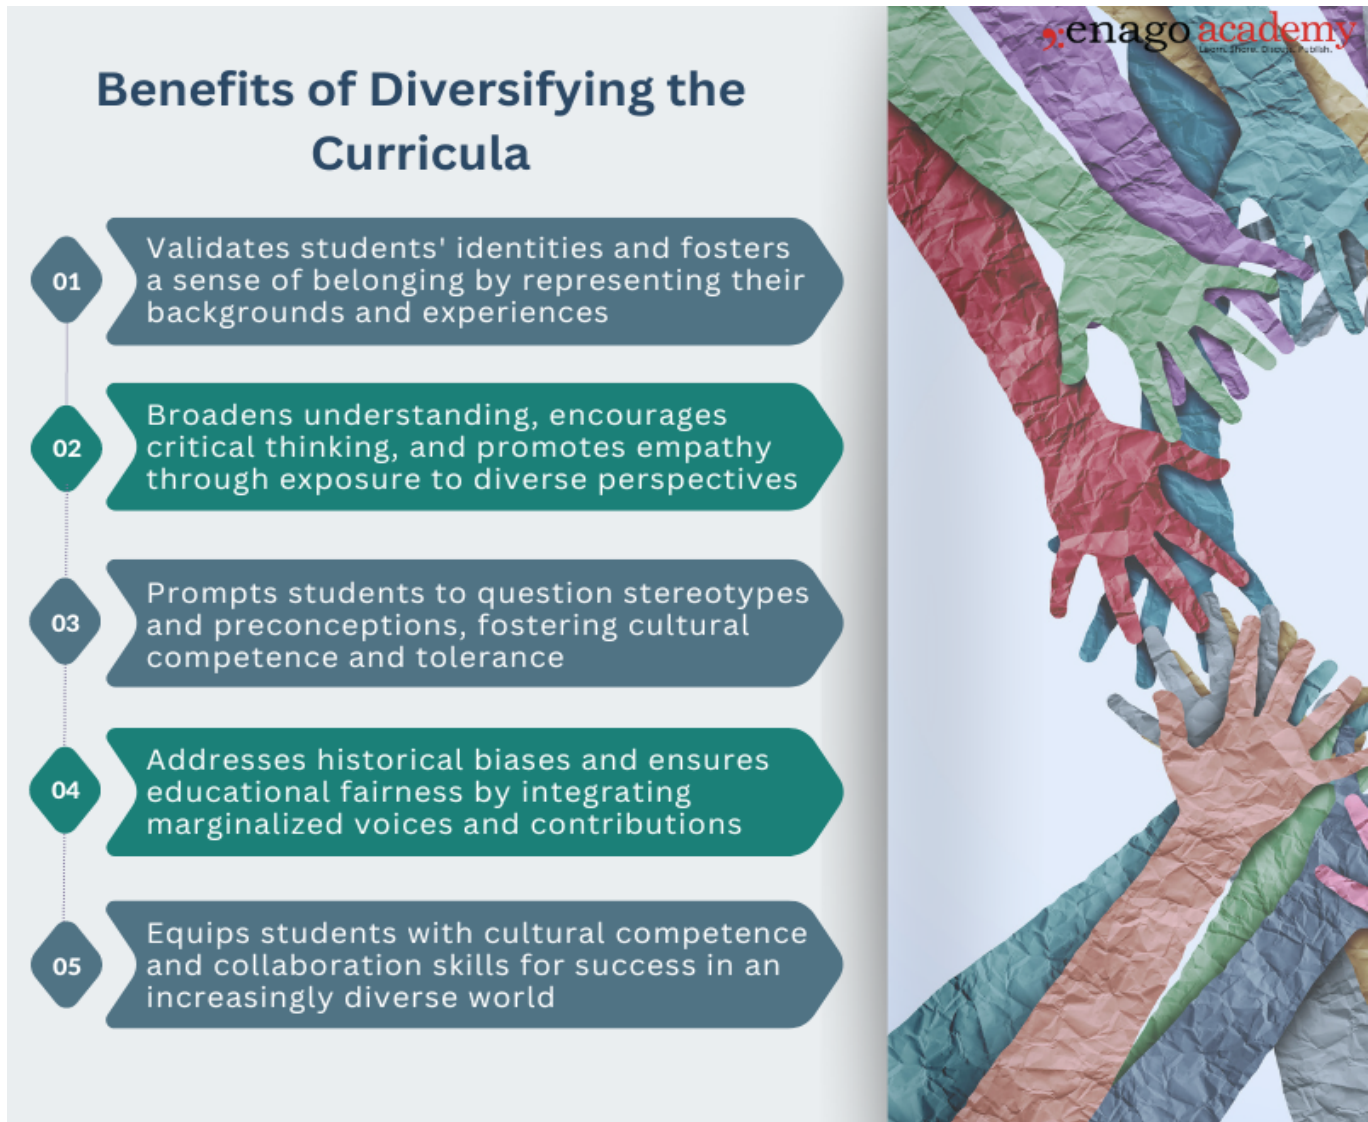 enago academy
Learn. Share. Discuss. Publish.
Benefits of Diversifying the
Curricula
01
Validates students' identities and fosters
a sense of belonging by representing their
backgrounds and experiences
02
Broadens understanding, encourages
critical thinking, and promotes empathy
through exposure to diverse perspectives
03
Prompts students to question stereotypes
and preconceptions, fostering cultural
competence and tolerance
04
Addresses historical biases and ensures
educational fairness by integrating
marginalized voices and contributions
05
Equips students with cultural competence
and collaboration skills for success in an
increasingly diverse world